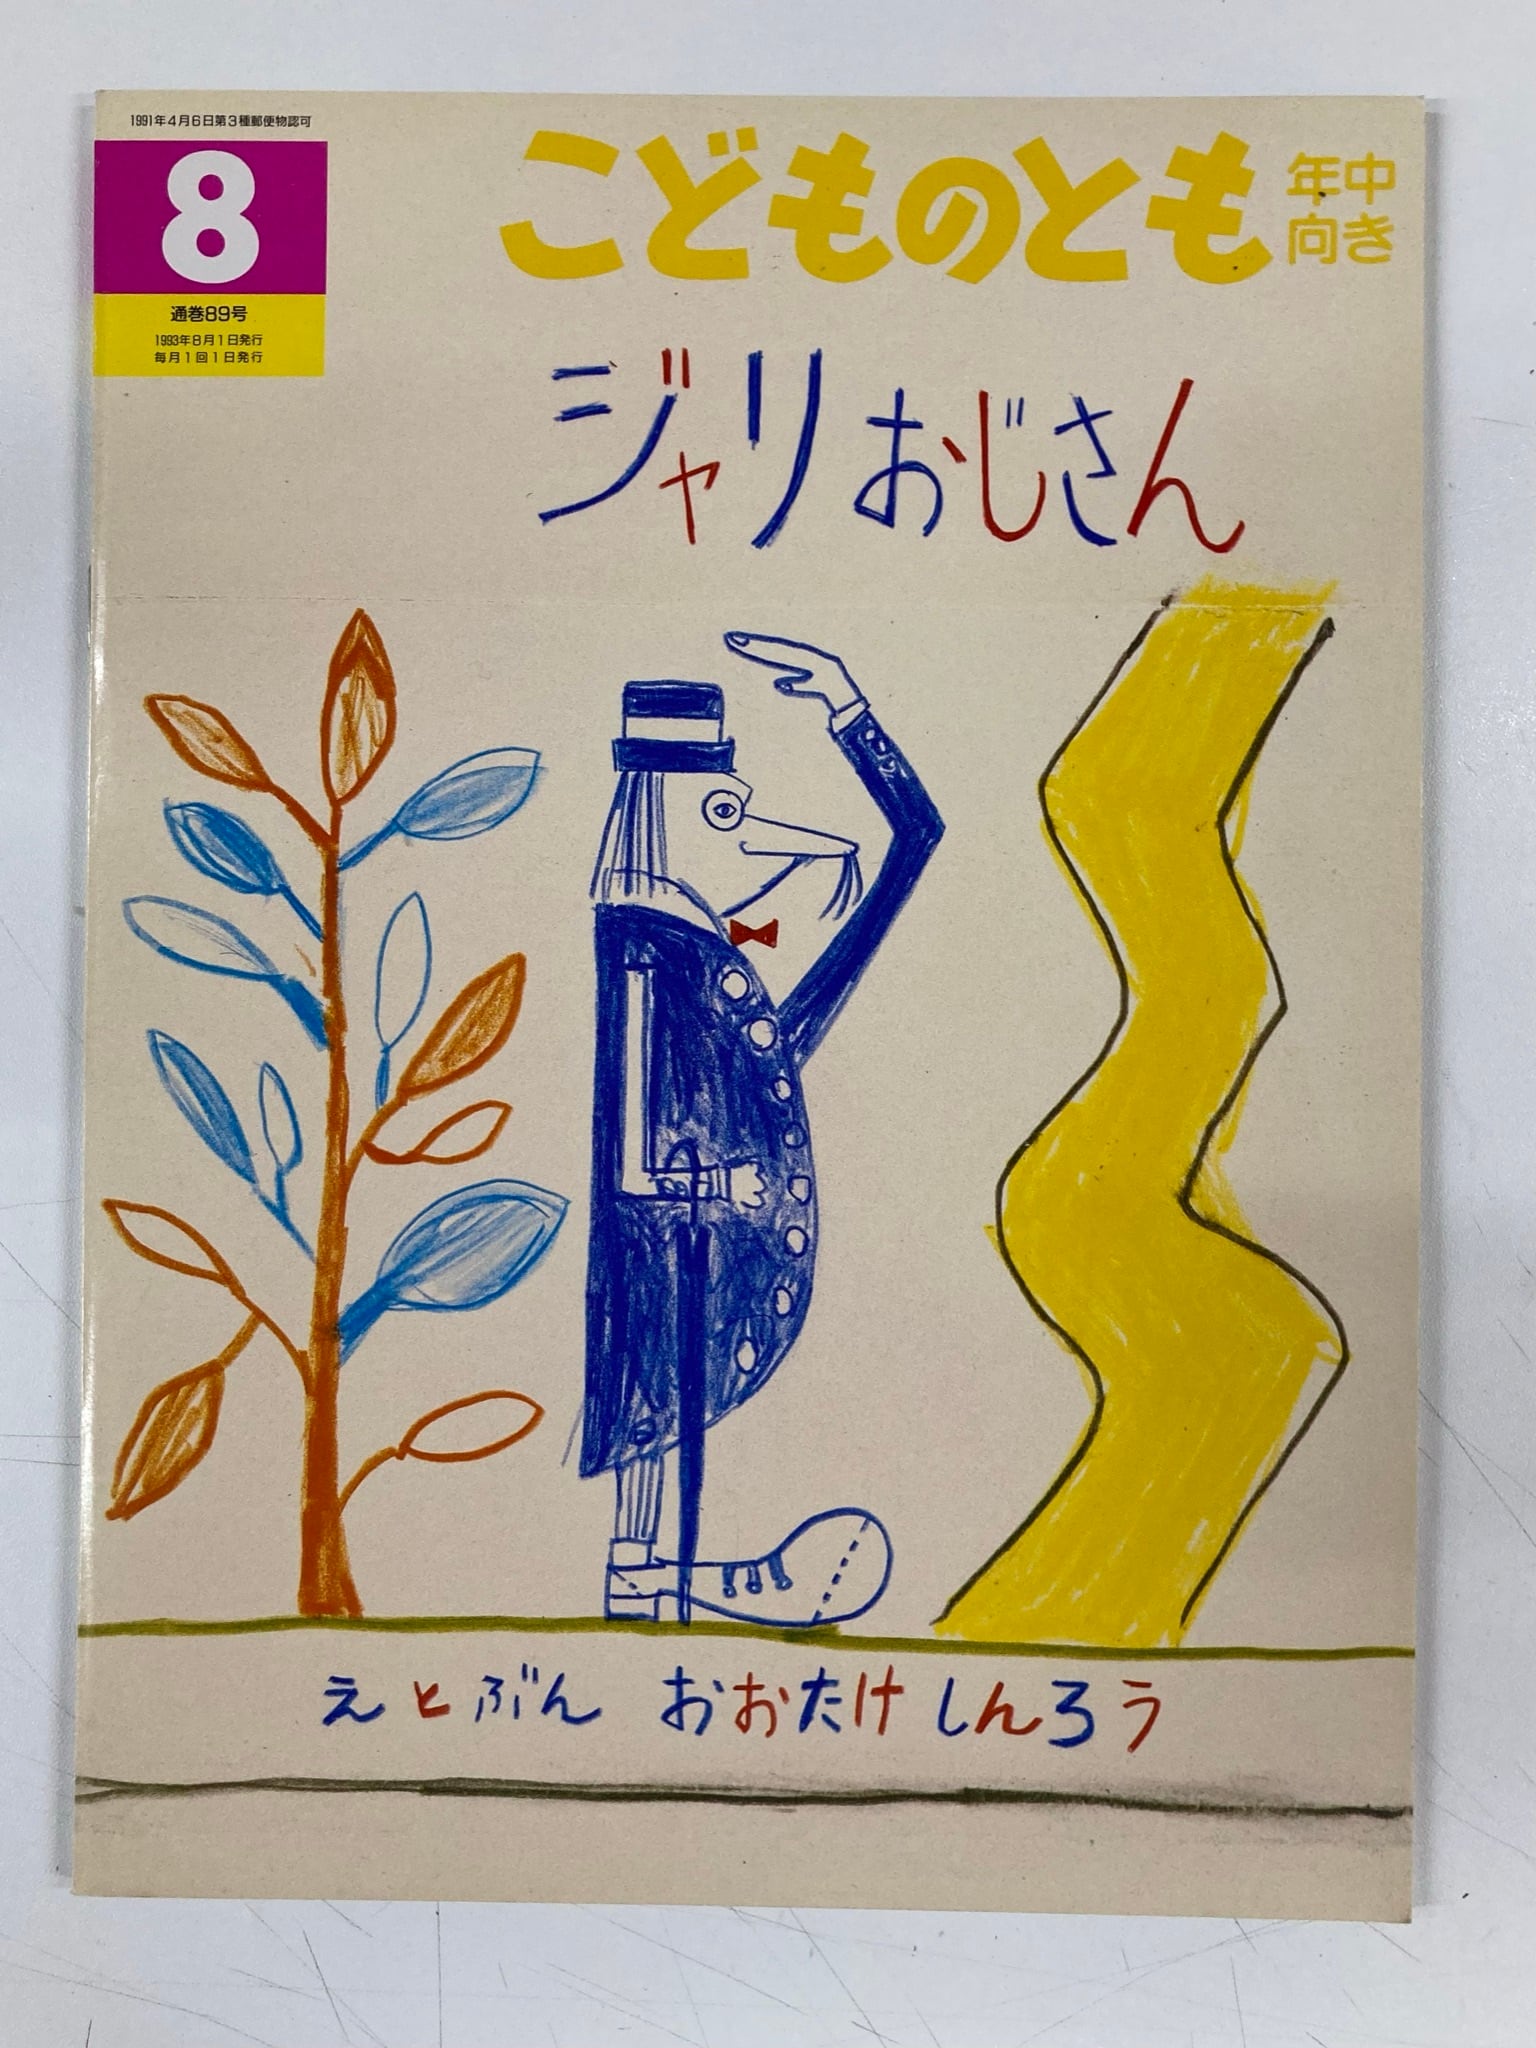 1991年4月6日第3種郵便物認可
8
通巻89号
1993年8月1日発行
毎月1回1日発行
こどものとも
年中
向き
ジャリおじさん
えとぶん おおたけ しんろう